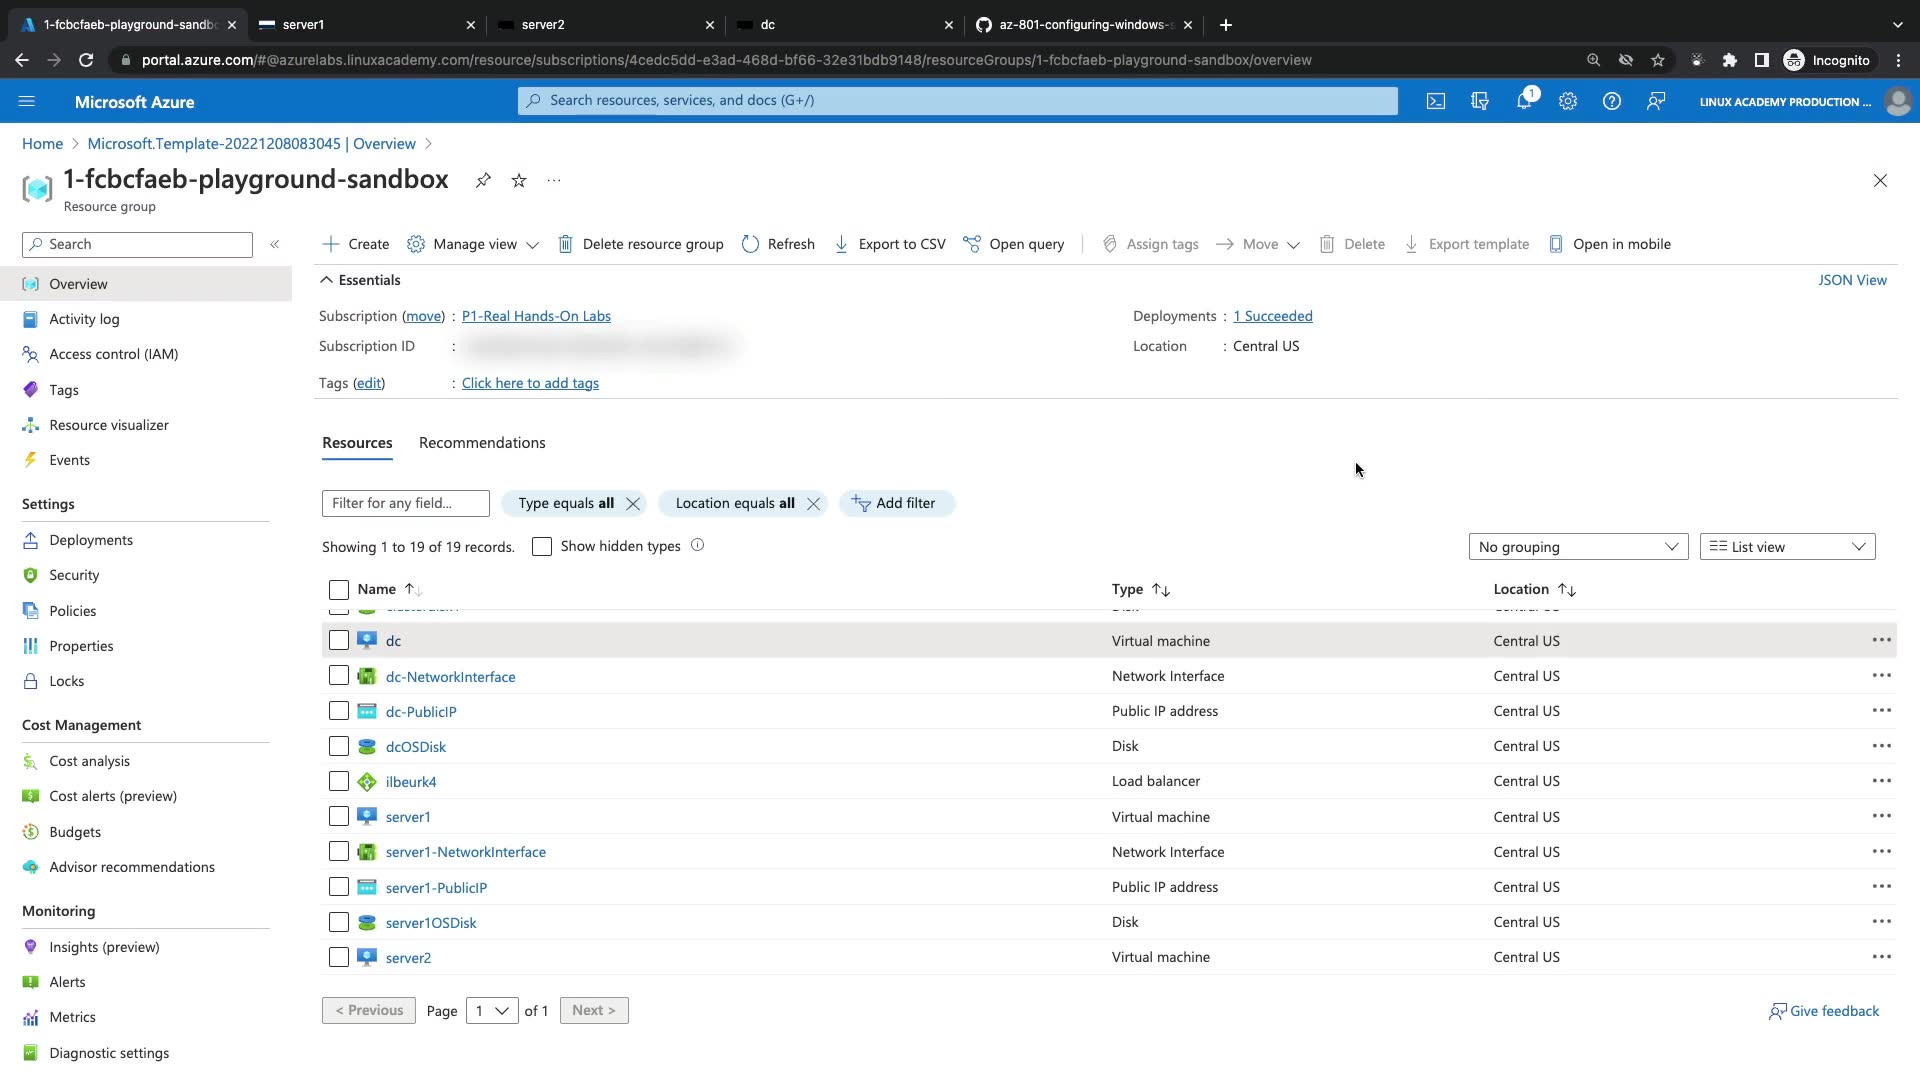 1-fcbcfaeb-playground-sandbo
server1
server2
dc
az-801-configuring-windows-s
portal.azure.com/#@azurelabs.linuxacademy.com/resource/subscriptions/4cedc5dd-e3ad-468d-bf66-32e31bdb9148/resourceGroups/1-fcbcfaeb-playground-sandbox/overview
Incognito
Microsoft Azure
Search resources, services, and docs (G+/)
1
LINUX ACADEMY PRODUCTION ...
Home > Microsoft.Template-20221208083045 | Overview >
1-fcbcfaeb-playground-sandbox
Resource group
Search
Overview
Activity log
Access control (IAM)
Tags
Resource visualizer
Events
Settings
Deployments
Security
Policies
Properties
Locks
Cost Management
Cost analysis
Cost alerts (preview)
Budgets
Advisor recommendations
Monitoring
Insights (preview)
Alerts
Metrics
Diagnostic settings
Create
Manage view
Delete resource group
Refresh
Export to CSV
Open query
Assign tags
Move
Delete
Export template
Open in mobile
Essentials
JSON View
Subscription (move) : P1-Real Hands-On Labs
Deployments : 1 Succeeded
Subscription ID :
Location : Central US
Tags (edit) : Click here to add tags
Resources
Recommendations
Filter for any field...
Type equals all
Location equals all
Add filter
Showing 1 to 19 of 19 records.
Show hidden types
No grouping
List view
Name Type Location
dc Virtual machine Central US
dc-NetworkInterface Network Interface Central US
dc-PublicIP Public IP address Central US
dcOSDisk Disk Central US
ilbeurk4 Load balancer Central US
server1 Virtual machine Central US
server1-NetworkInterface Network Interface Central US
server1-PublicIP Public IP address Central US
server1OSDisk Disk Central US
server2 Virtual machine Central US
< Previous Page 1 of 1 Next >
Give feedback